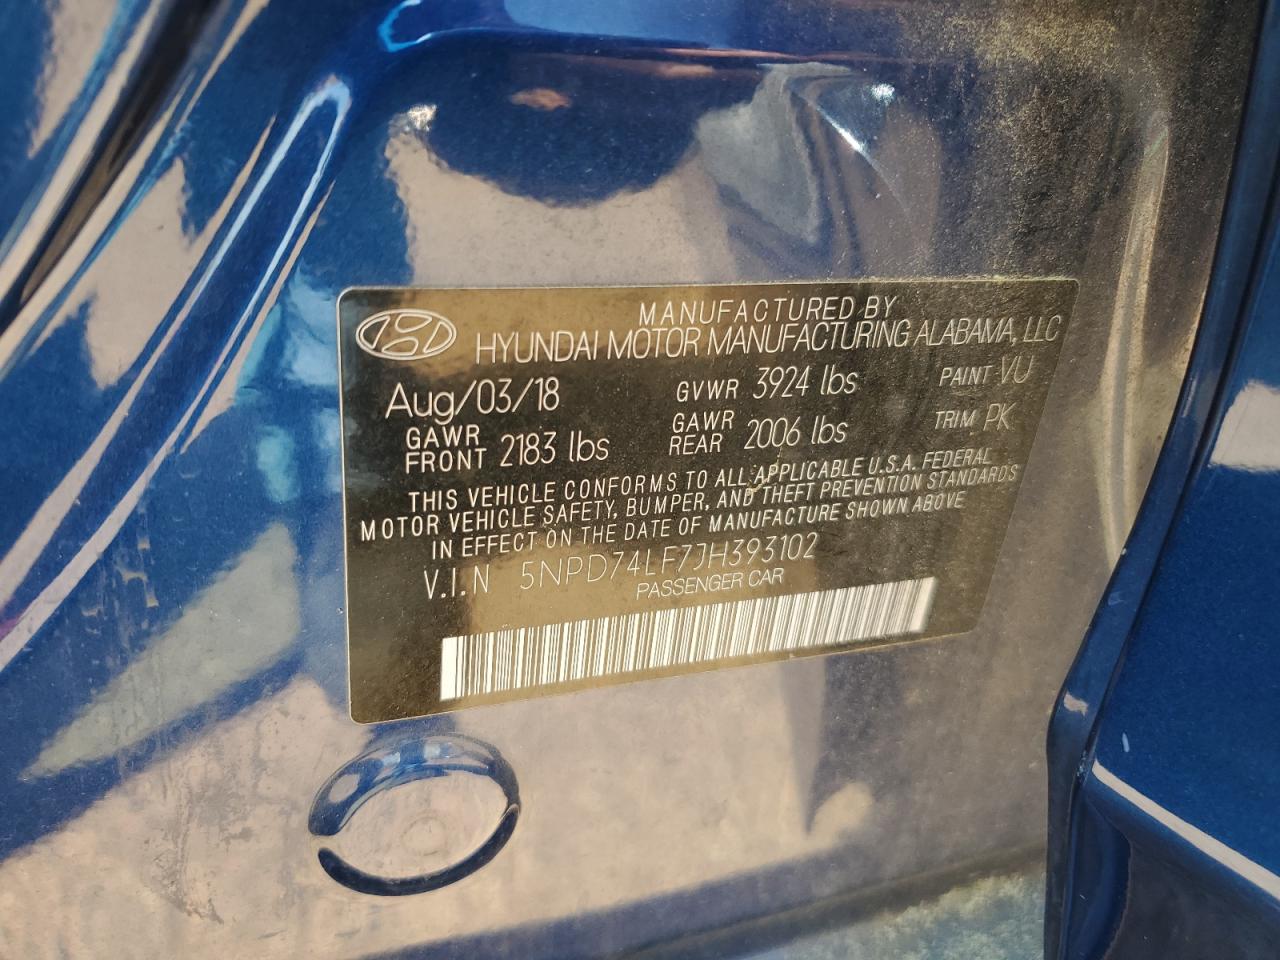 MANUFACTURED BY
HYUNDAI MOTOR MANUFACTURING ALABAMA, LLC
Aug/03/18 GVWR 3924 lbs PAINT VU
GAWR FRONT 2183 lbs GAWR REAR 2006 lbs TRIM PK
THIS VEHICLE CONFORMS TO ALL APPLICABLE U.S.A. FEDERAL
MOTOR VEHICLE SAFETY, BUMPER, AND THEFT PREVENTION STANDARDS
IN EFFECT ON THE DATE OF MANUFACTURE SHOWN ABOVE
V.I.N 5NPD74LF7JH393102
PASSENGER CAR